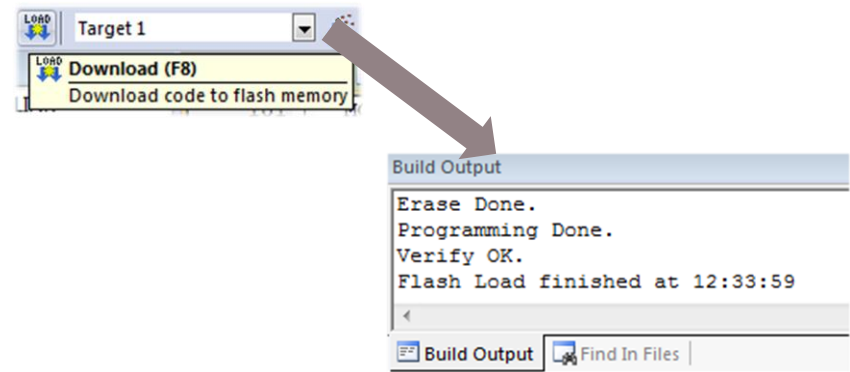 LOAD
Target 1
LOAD
Download (F8)
Download code to flash memory
Build Output
Erase Done.
Programming Done.
Verify OK.
Flash Load finished at 12:33:59
Build Output
Find In Files